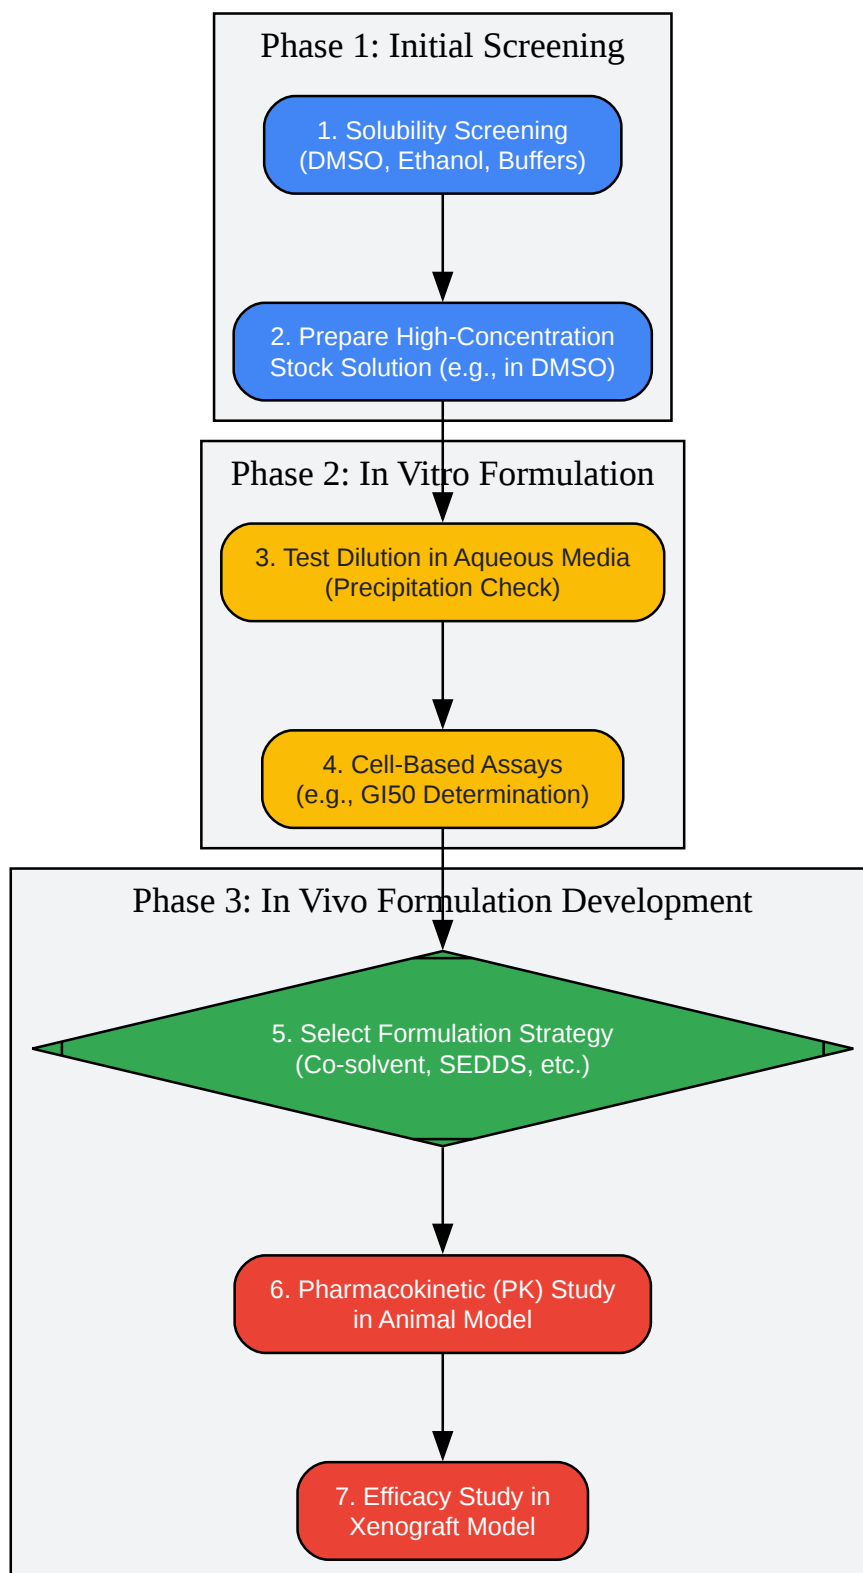 Phase 1: Initial Screening
1. Solubility Screening
(DMSO, Ethanol, Buffers)
2. Prepare High-Concentration
Stock Solution (e.g., in DMSO)
Phase 2: In Vitro Formulation
3. Test Dilution in Aqueous Media
(Precipitation Check)
4. Cell-Based Assays
(e.g., GI50 Determination)
Phase 3: In Vivo Formulation Development
5. Select Formulation Strategy
(Co-solvent, SEDDS, etc.)
6. Pharmacokinetic (PK) Study
in Animal Model
7. Efficacy Study in
Xenograft Model